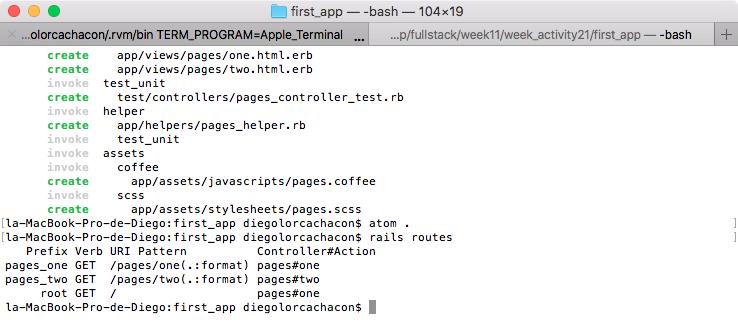 first_app — -bash — 104×19
...olorcachacon/.rvm/bin TERM_PROGRAM=Apple_Terminal ... ...p/fullstack/week11/week_activity21/first_app — -bash
create app/views/pages/one.html.erb
create app/views/pages/two.html.erb
invoke test_unit
create test/controllers/pages_controller_test.rb
invoke helper
create app/helpers/pages_helper.rb
invoke test_unit
invoke assets
invoke coffee
create app/assets/javascripts/pages.coffee
invoke scss
create app/assets/stylesheets/pages.scss
[la-MacBook-Pro-de-Diego:first_app diegolorcachacon$ atom . ]
[la-MacBook-Pro-de-Diego:first_app diegolorcachacon$ rails routes ]
Prefix Verb URI Pattern Controller#Action
pages_one GET /pages/one(.:format) pages#one
pages_two GET /pages/two(.:format) pages#two
root GET / pages#one
la-MacBook-Pro-de-Diego:first_app diegolorcachacon$